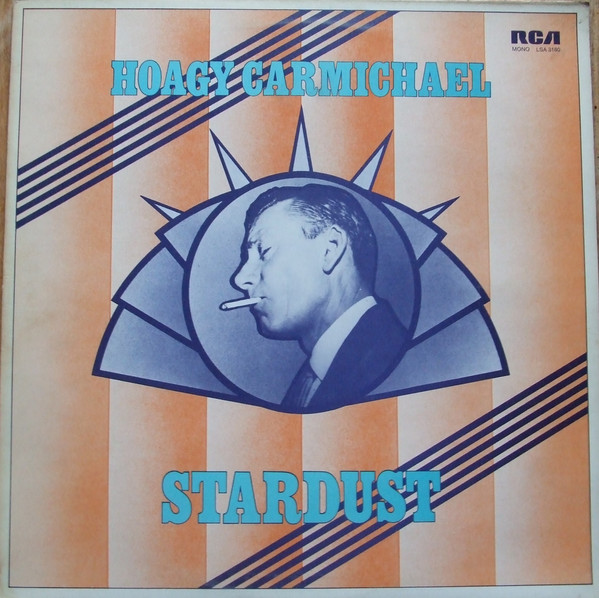 RCA
MONO LSA 3180
HOAGY CARMICHAEL
STARDUST